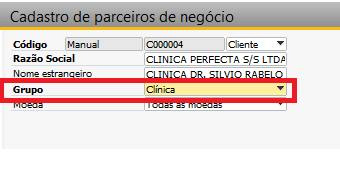 Cadastro de parceiros de negócio
Código Manual C000004 Cliente
Razão Social CLINICA PERFECTA S/S LTDA
Nome estrangeiro CLINICA DR. SILVIO RABELO
Grupo Clínica
Moeda Todas as moedas